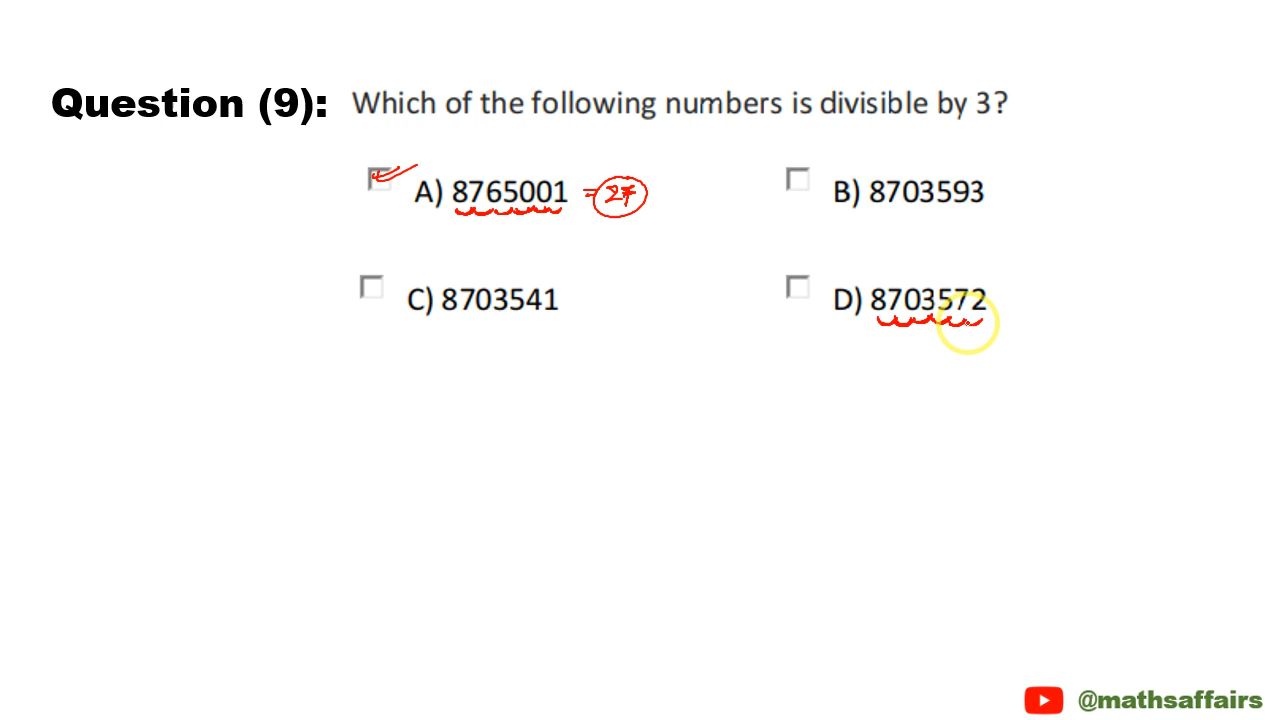 Question (9): Which of the following numbers is divisible by 3?
A) 8765001 = 27
B) 8703593
C) 8703541
D) 8703572
@mathsaffairs